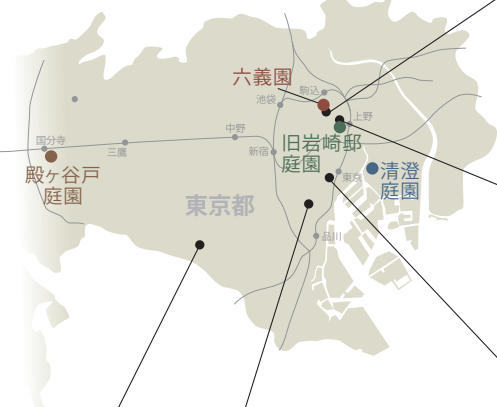 六義園
駒込
池袋
上野
国分寺
三鷹
中野
新宿
旧岩崎邸
庭園
殿ヶ谷戸
庭園
東京
清澄
庭園
東京都
品川